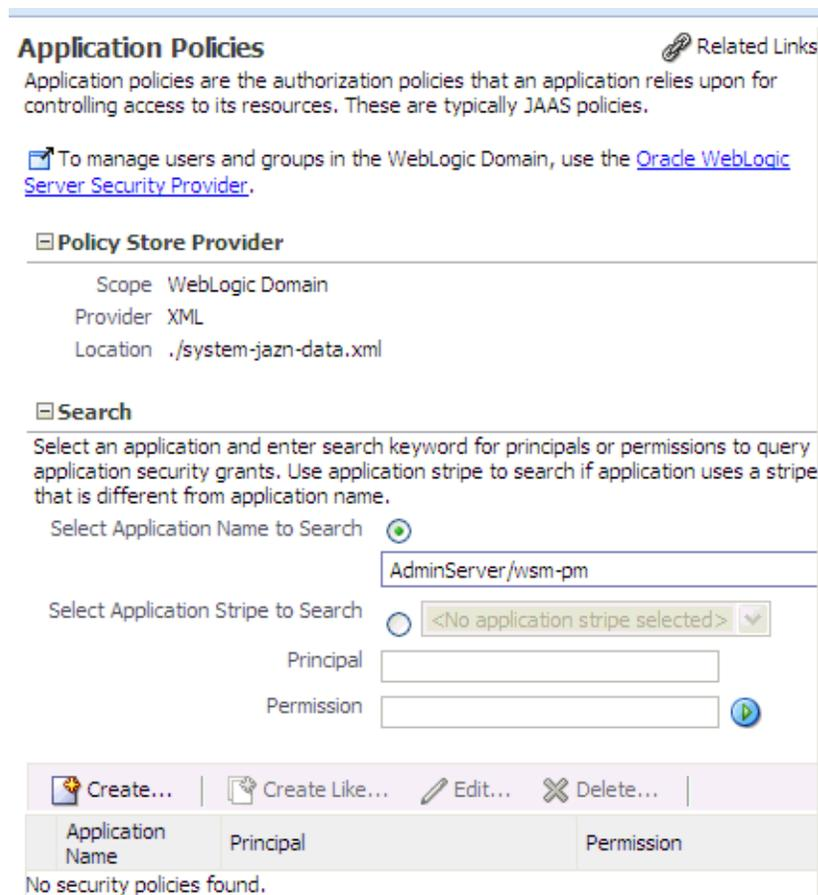 Application Policies
Related Links
Application policies are the authorization policies that an application relies upon for
controlling access to its resources. These are typically JAAS policies.
To manage users and groups in the WebLogic Domain, use the Oracle WebLogic
Server Security Provider.
Policy Store Provider
Scope WebLogic Domain
Provider XML
Location ./system-jazn-data.xml
Search
Select an application and enter search keyword for principals or permissions to query
application security grants. Use application stripe to search if application uses a stripe
that is different from application name.
Select Application Name to Search
AdminServer/wsm-pm
Select Application Stripe to Search <No application stripe selected>
Principal
Permission
Create... Create Like... Edit... Delete...
Application
Name Principal Permission
No security policies found.